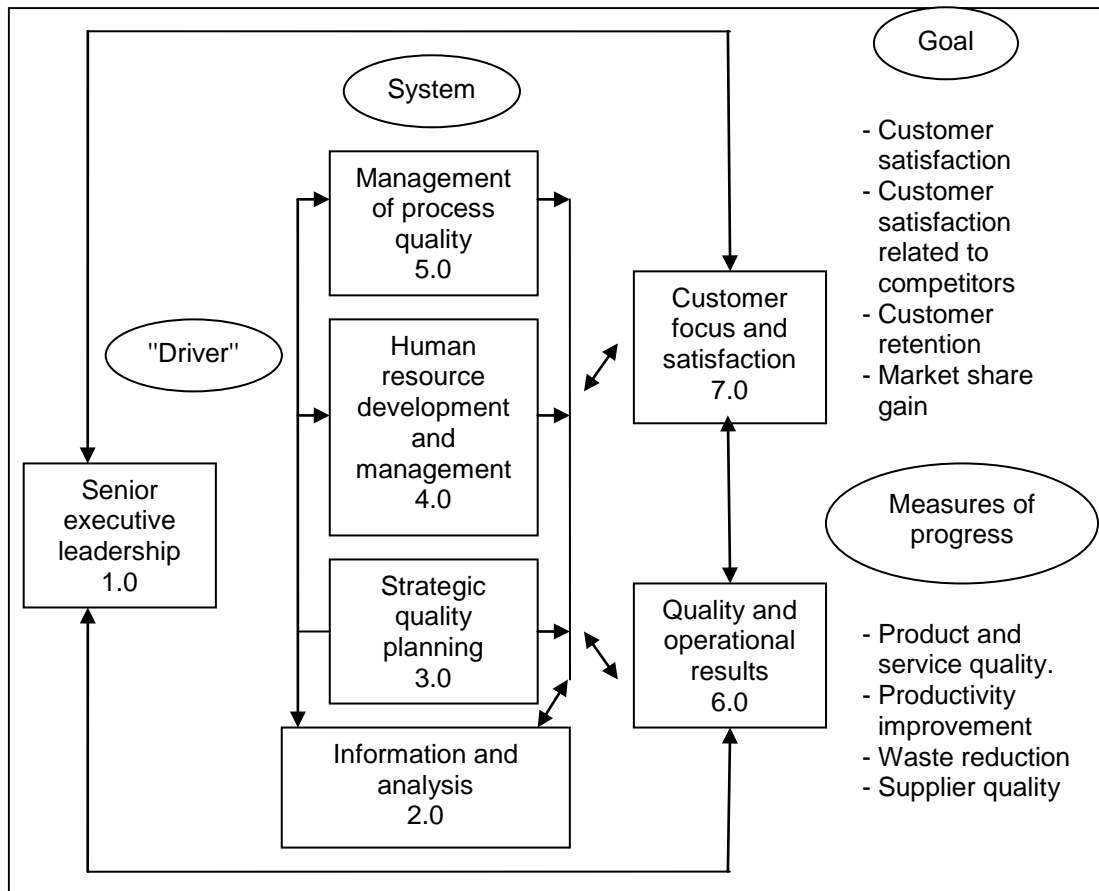 Goal
System
- Customer
satisfaction
- Customer
satisfaction
related to
competitors
- Customer
retention
- Market share
gain
Management
of process
quality
5.0
Customer
focus and
satisfaction
7.0
"Driver"
Human
resource
development
and
management
4.0
Senior
executive
leadership
1.0
Measures of
progress
Strategic
quality
planning
3.0
Quality and
operational
results
6.0
- Product and
service quality.
- Productivity
improvement
- Waste reduction
- Supplier quality
Information and
analysis
2.0